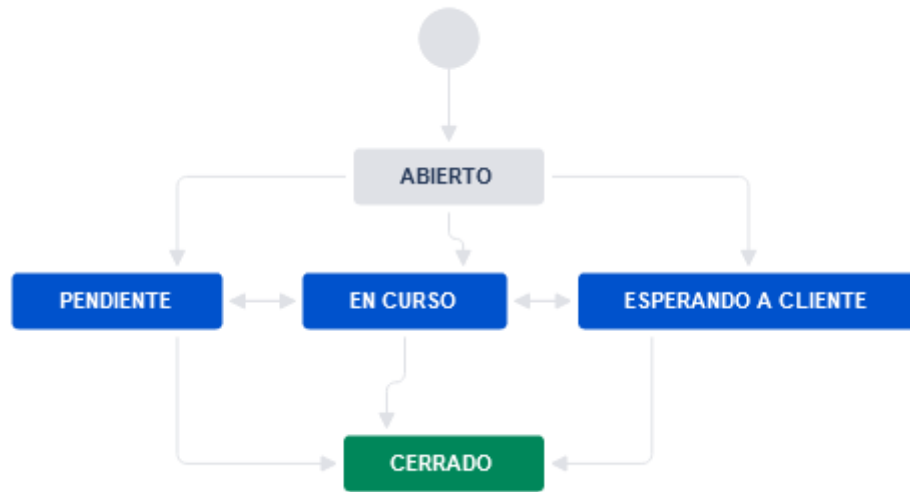 ABIERTO
PENDIENTE
EN CURSO
ESPERANDO A CLIENTE
CERRADO